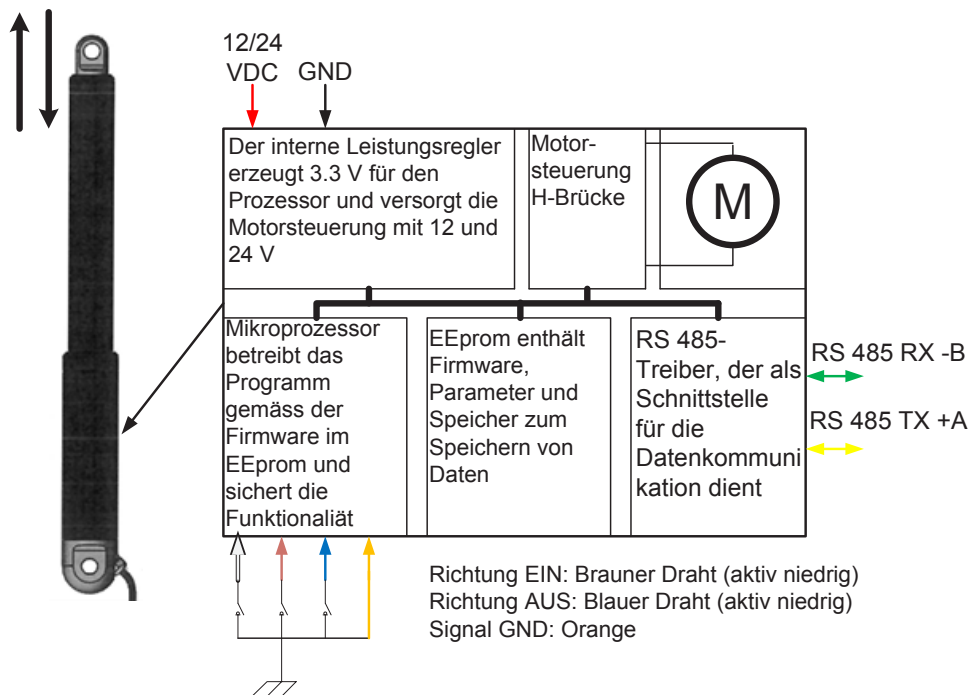 12/24
VDC GND
Der interne Leistungsregler
erzeugt 3.3 V für den
Prozessor und versorgt die
Motorsteuerung mit 12 und
24 V
Motor-
steuerung
H-Brücke
M
Mikroprozessor
betreibt das
Programm
gemäss der
Firmware im
EEprom und
sichert die
Funktionaliät
EEprom enthält
Firmware,
Parameter und
Speicher zum
Speichern von
Daten
RS 485-
Treiber, der als
Schnittstelle
für die
Datenkommuni
kation dient
RS 485 RX -B
RS 485 TX +A
Richtung EIN: Brauner Draht (aktiv niedrig)
Richtung AUS: Blauer Draht (aktiv niedrig)
Signal GND: Orange